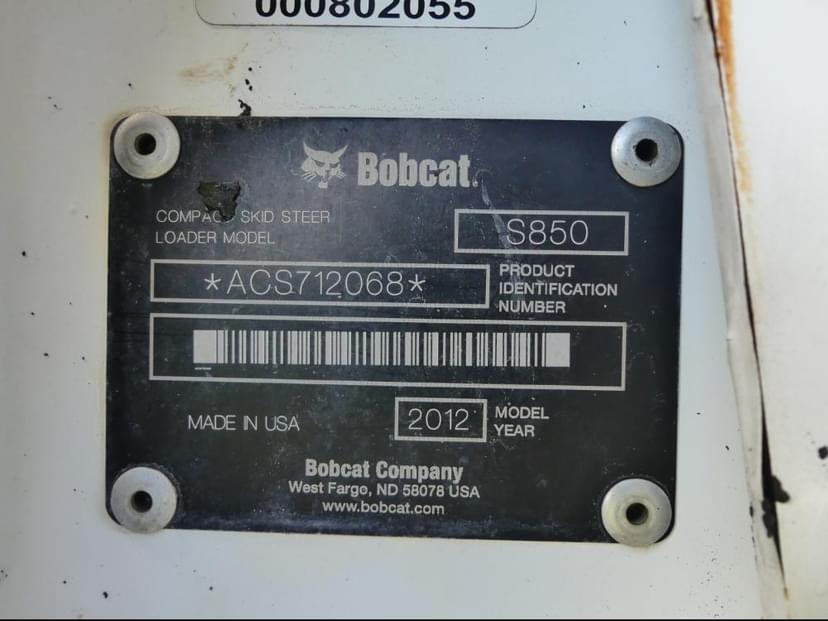 000802055
Bobcat
COMPACT SKID STEER
LOADER MODEL
S850
*ACS712068*
PRODUCT
IDENTIFICATION
NUMBER
MADE IN USA
2012
MODEL
YEAR
Bobcat Company
West Fargo, ND 58078 USA
www.bobcat.com